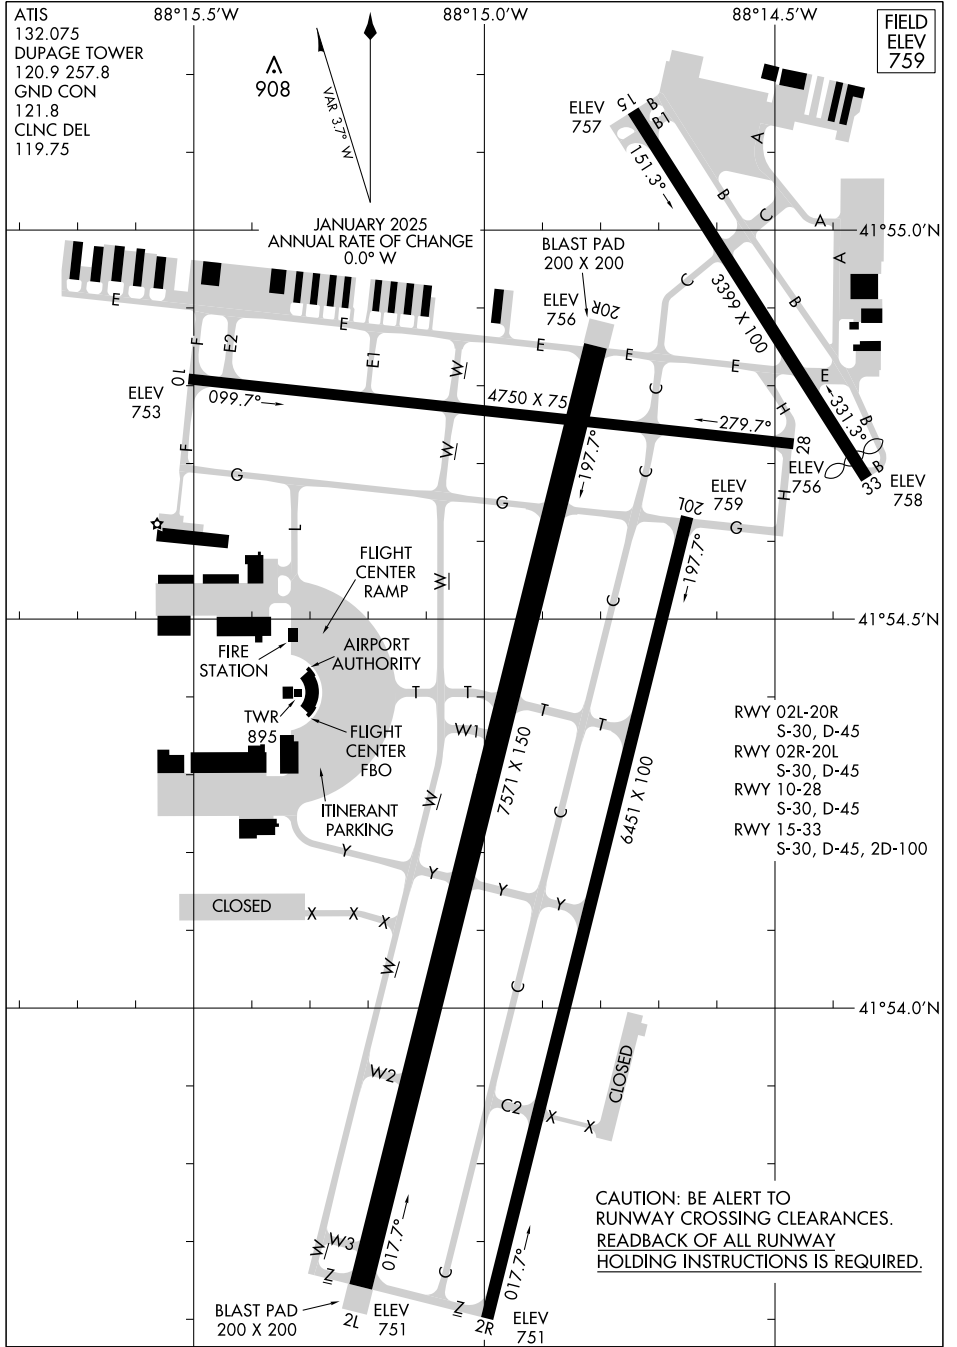 ATIS
132.075
DUPAGE TOWER
120.9 257.8
GND CON
121.8
CLNC DEL
119.75
88°15.5'W
88°15.0'W
88°14.5'W
FIELD
ELEV
759
908
VAR 3.7° W
JANUARY 2025
ANNUAL RATE OF CHANGE
0.0° W
ELEV
757
15
B
B1
151.3°
A
B
C
A
41°55.0'N
A
BLAST PAD
200 X 200
C
B
3399 X 100
ELEV
756
20R
E
E
F
E2
E1
W
E
E
E
E
C
H
B
10
ELEV
753
099.7°
4750 X 75
279.7°
331.3°
28
F
W
197.7°
C
G
ELEV
756
H
33
B
ELEV
758
G
20L
ELEV
759
G
L
197.7°
FLIGHT
CENTER
RAMP
W
C
41°54.5'N
FIRE
STATION
AIRPORT
AUTHORITY
T
T
T
T
TWR
895
FLIGHT
CENTER
FBO
W1
7571 X 150
6451 X 100
RWY 02L-20R
S-30, D-45
RWY 02R-20L
S-30, D-45
RWY 10-28
S-30, D-45
RWY 15-33
S-30, D-45, 2D-100
ITINERANT
PARKING
W
C
Y
Y
Y
Y
CLOSED
X
X
X
W
C
41°54.0'N
W2
C2
X
X
CLOSED
CAUTION: BE ALERT TO
RUNWAY CROSSING CLEARANCES.
READBACK OF ALL RUNWAY
HOLDING INSTRUCTIONS IS REQUIRED.
W
W3
017.7°
C
017.7°
Z
Z
BLAST PAD
200 X 200
2L
ELEV
751
2R
ELEV
751